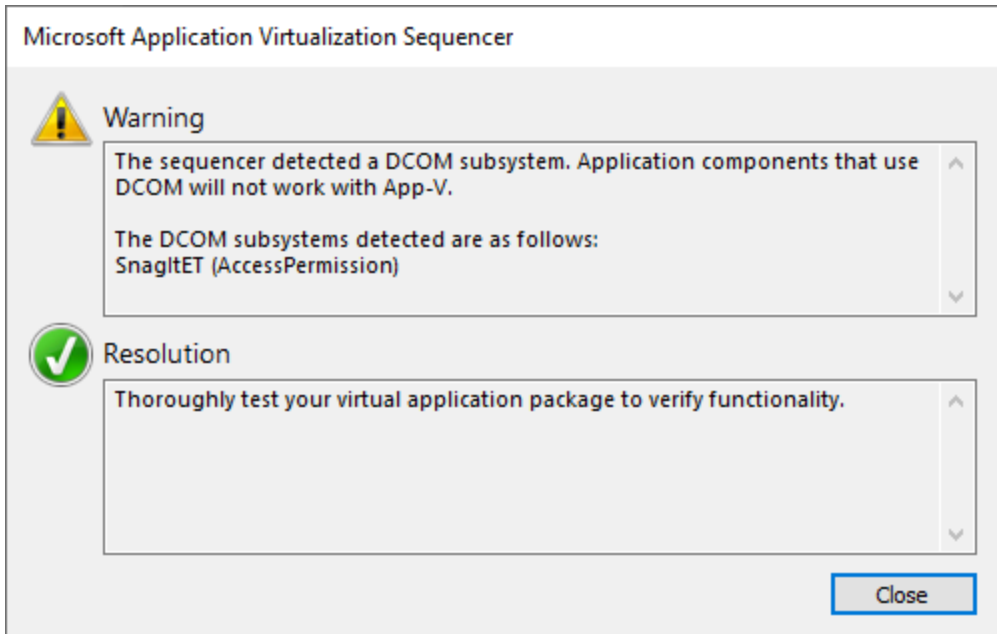 Microsoft Application Virtualization Sequencer
Warning
The sequencer detected a DCOM subsystem. Application components that use
DCOM will not work with App-V.
The DCOM subsystems detected are as follows:
SnagItET (AccessPermission)
Resolution
Thoroughly test your virtual application package to verify functionality.
Close